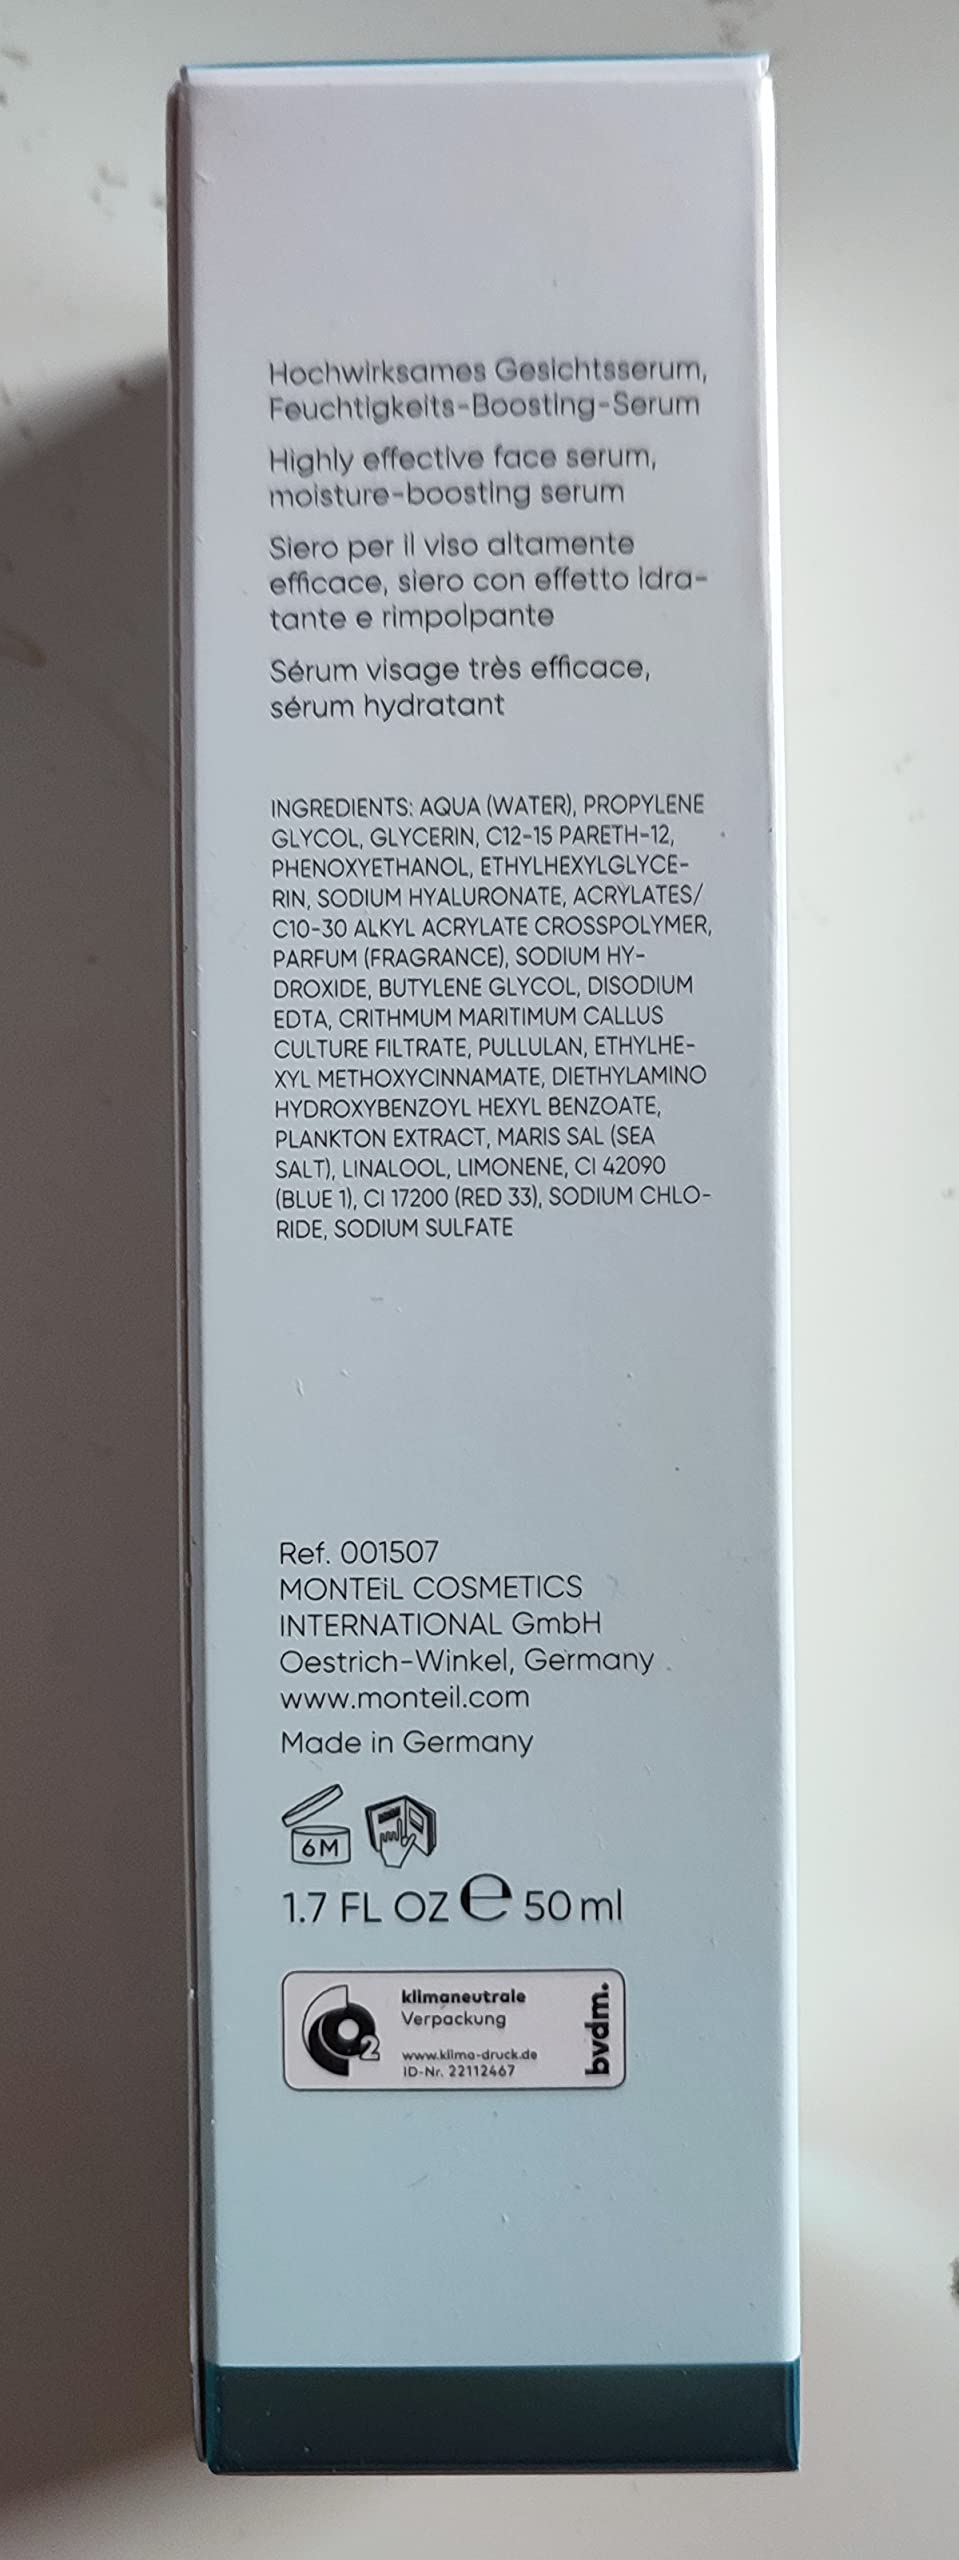 Hochwirksames Gesichtsserum,
Feuchtigkeits-Boosting-Serum
Highly effective face serum,
moisture-boosting serum
Siero per il viso altamente
efficace, siero con effetto idra-
tante e rimpolpante
Sérum visage très efficace,
sérum hydratant
INGREDIENTS: AQUA (WATER), PROPYLENE
GLYCOL, GLYCERIN, C12-15 PARETH-12,
PHENOXYETHANOL, ETHYLHEXYLGLYCE-
RIN, SODIUM HYALURONATE, ACRYLATES/
C10-30 ALKYL ACRYLATE CROSSPOLYMER,
PARFUM (FRAGRANCE), SODIUM HY-
DROXIDE, BUTYLENE GLYCOL, DISODIUM
EDTA, CRITHMUM MARITIMUM CALLUS
CULTURE FILTRATE, PULLULAN, ETHYLHE-
XYL METHOXYCINNAMATE, DIETHYLAMINO
HYDROXYBENZOYL HEXYL BENZOATE,
PLANKTON EXTRACT, MARIS SAL (SEA
SALT), LINALOOL, LIMONENE, CI 42090
(BLUE 1), CI 17200 (RED 33), SODIUM CHLO-
RIDE, SODIUM SULFATE
Ref. 001507
MONTEiL COSMETICS
INTERNATIONAL GmbH
Oestrich-Winkel, Germany
www.monteil.com
Made in Germany
6M
1.7 FL OZ e 50 ml
CO2
klimaneutrale
Verpackung
www.klima-druck.de
ID-Nr. 22112467
bvdm.